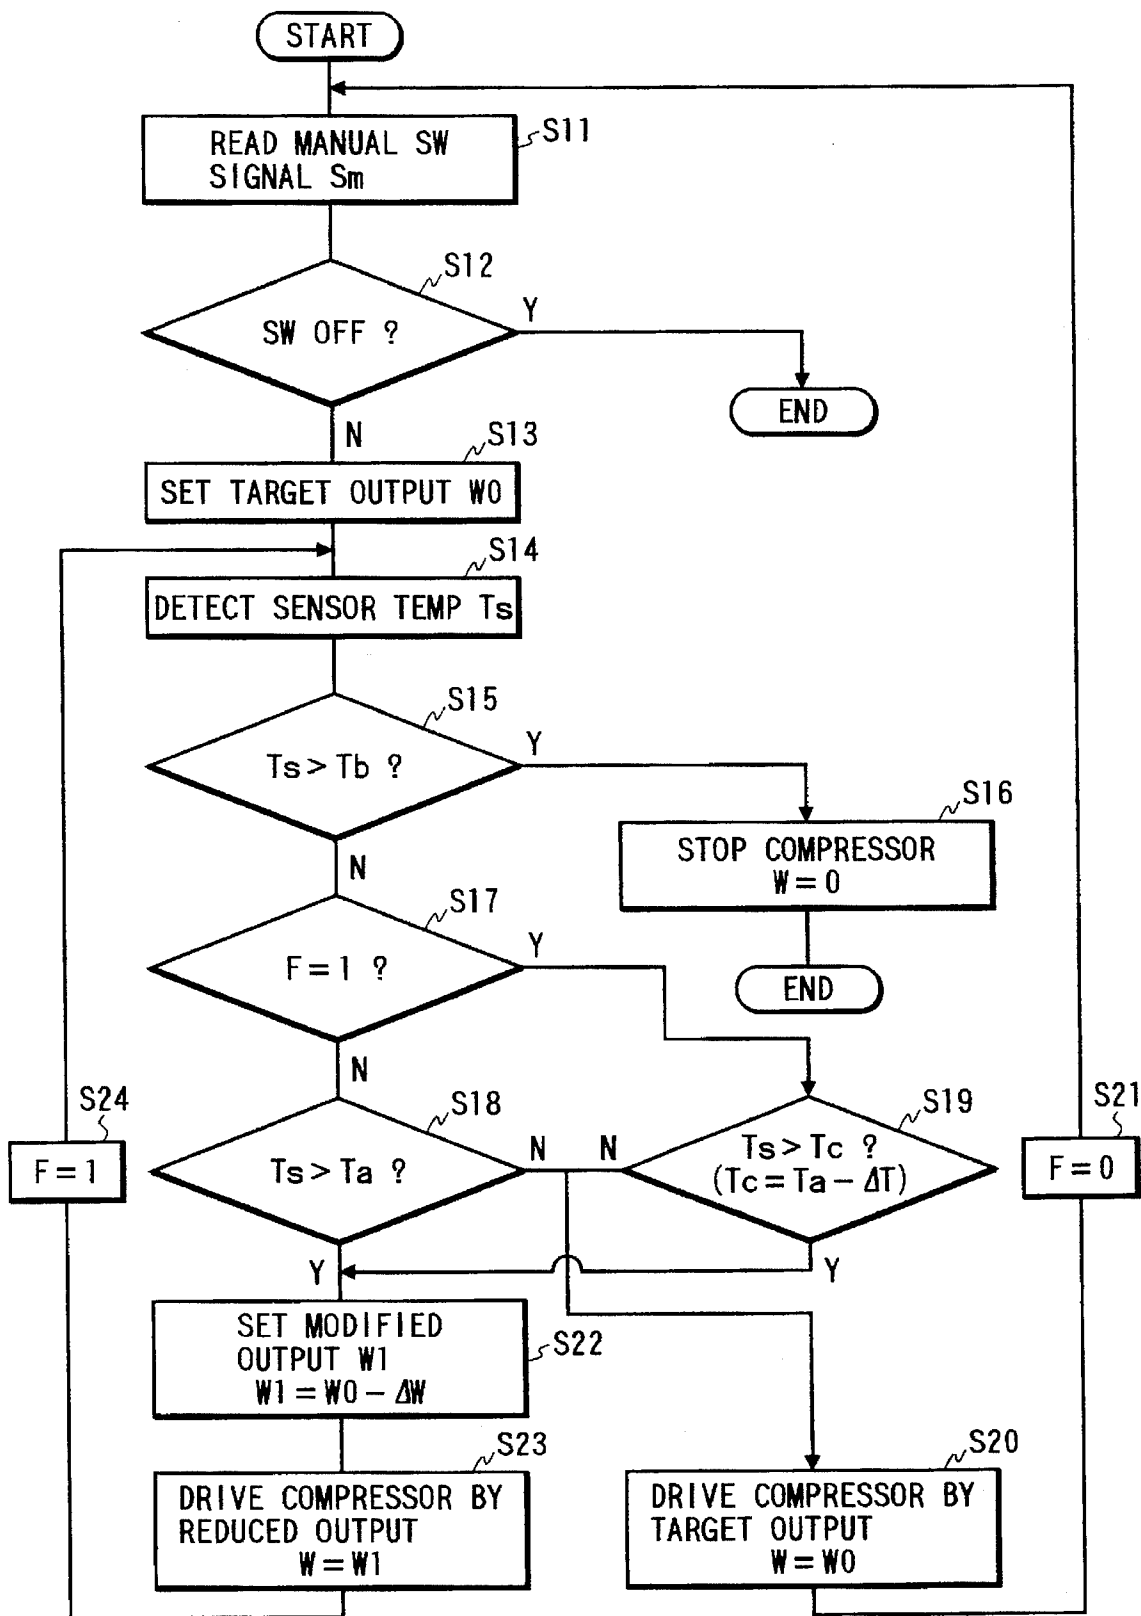 START
READ MANUAL SW
SIGNAL Sm
S11
SW OFF ?
S12
Y
END
N
S13
SET TARGET OUTPUT W0
S14
DETECT SENSOR TEMP Ts
S15
Ts > Tb ?
Y
S16
STOP COMPRESSOR
W = 0
END
N
S17
F = 1 ?
Y
N
S24
F = 1
S18
Ts > Ta ?
N
N
S19
Ts > Tc ?
(Tc = Ta - ΔT)
S21
F = 0
Y
Y
SET MODIFIED
OUTPUT W1
W1 = W0 - ΔW
S22
S23
DRIVE COMPRESSOR BY
REDUCED OUTPUT
W = W1
S20
DRIVE COMPRESSOR BY
TARGET OUTPUT
W = W0